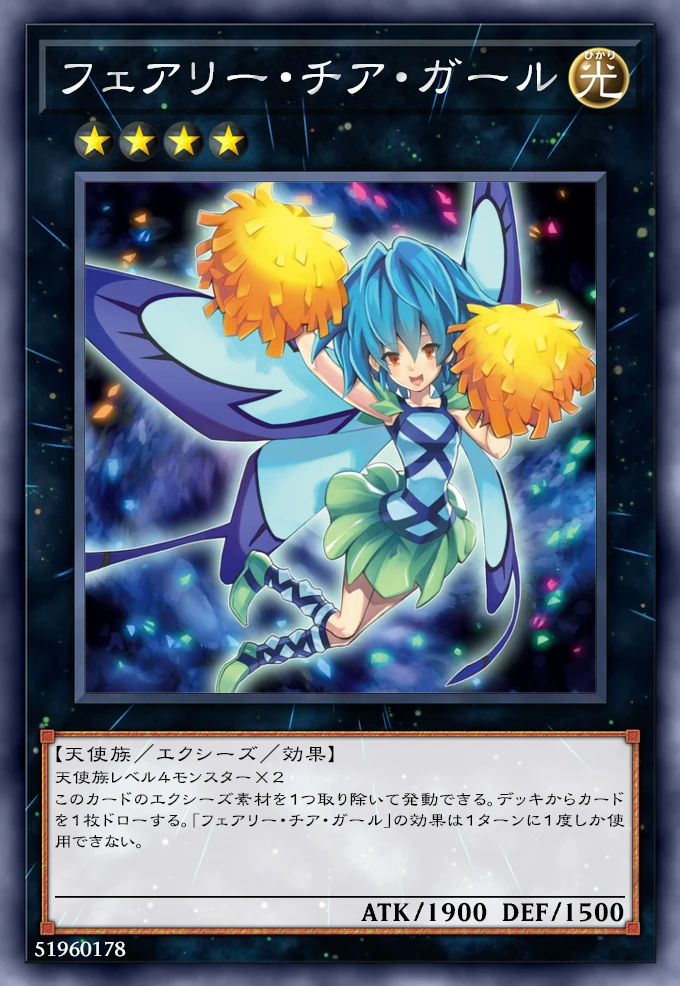 フェアリー・チア・ガール
ひかり
光
【天使族／エクシーズ／効果】
天使族レベル４モンスター×２
このカードのエクシーズ素材を１つ取り除いて発動できる。デッキからカード
を１枚ドローする。「フェアリー・チア・ガール」の効果は１ターンに１度しか使
用できない。
ATK/1900 DEF/1500
51960178